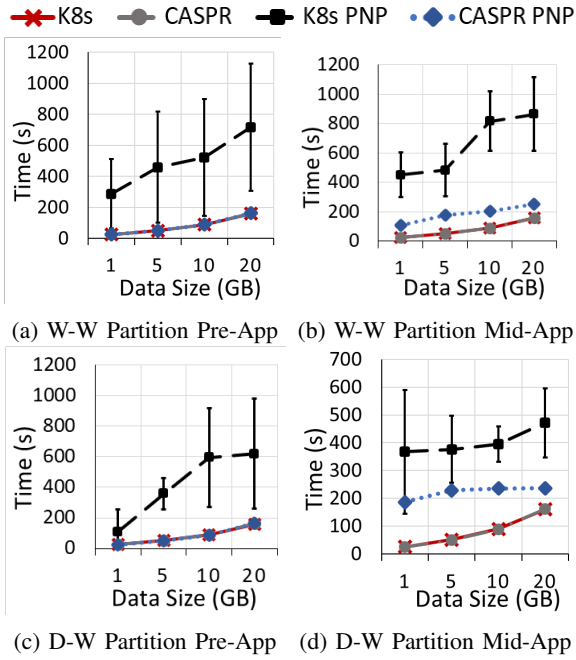 K8s CASPR K8s PNP CASPR PNP
1200
1000
800
600
400
200
0
Time (s)
1 5 10 20
Data Size (GB)
(a) W-W Partition Pre-App
1200
1000
800
600
400
200
0
Time (s)
1 5 10 20
Data Size (GB)
(b) W-W Partition Mid-App
1200
1000
800
600
400
200
0
Time (s)
1 5 10 20
Data Size (GB)
(c) D-W Partition Pre-App
700
600
500
400
300
200
100
0
Time (s)
1 5 10 20
Data Size (GB)
(d) D-W Partition Mid-App